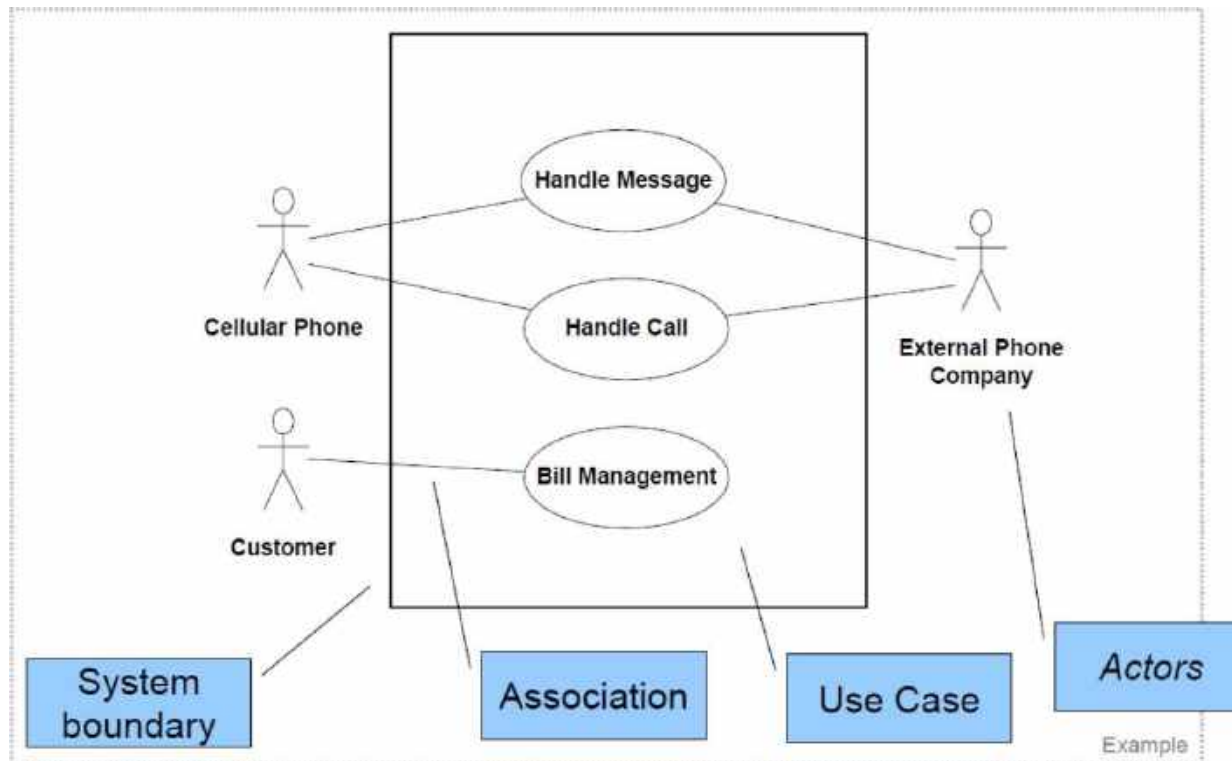 Handle Message
Cellular Phone
Handle Call
External Phone
Company
Bill Management
Customer
System
boundary
Association
Use Case
Actors
Example